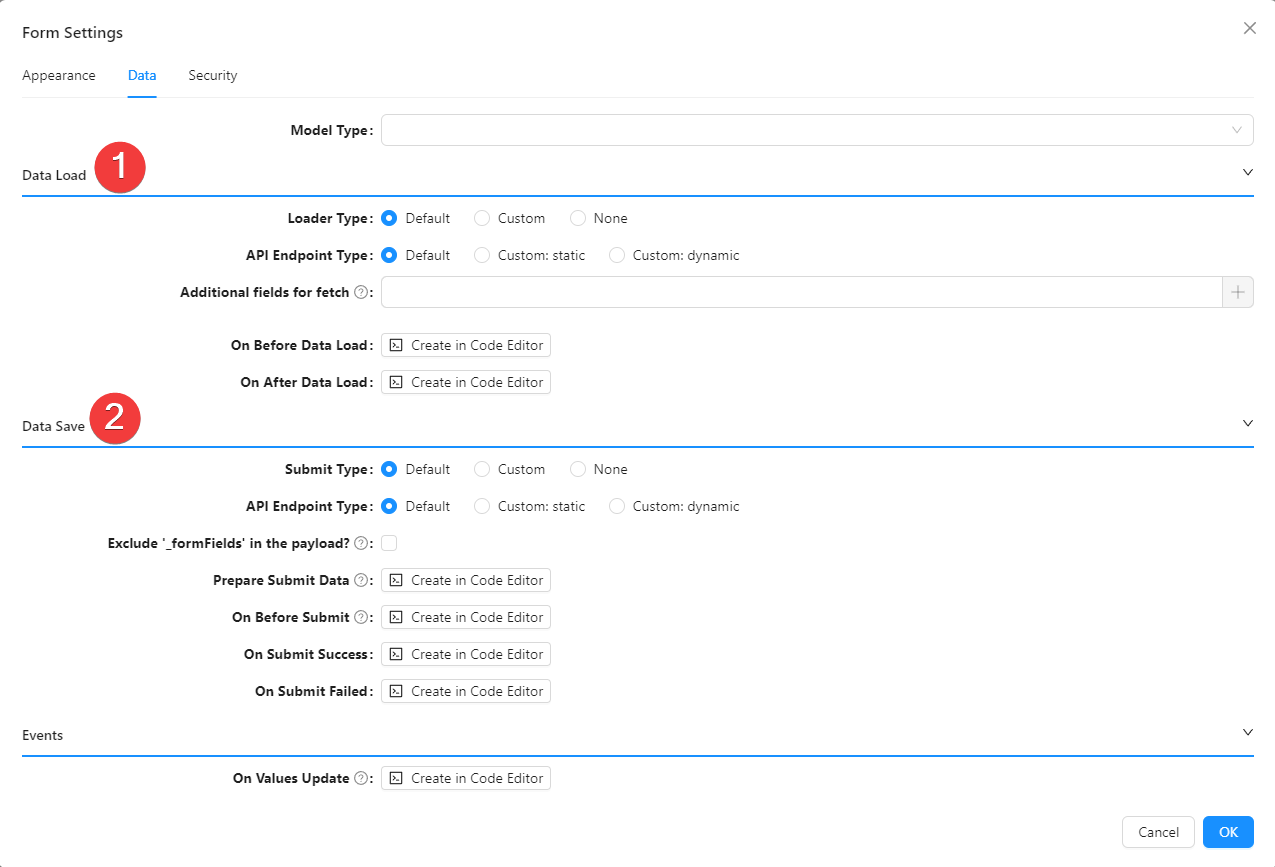 Form Settings
Appearance Data Security
Model Type:
Data Load 1
Loader Type: Default Custom None
API Endpoint Type: Default Custom: static Custom: dynamic
Additional fields for fetch ? :
On Before Data Load: Create in Code Editor
On After Data Load: Create in Code Editor
Data Save 2
Submit Type: Default Custom None
API Endpoint Type: Default Custom: static Custom: dynamic
Exclude '_formFields' in the payload? ? :
Prepare Submit Data ? : Create in Code Editor
On Before Submit ? : Create in Code Editor
On Submit Success: Create in Code Editor
On Submit Failed: Create in Code Editor
Events
On Values Update ? : Create in Code Editor
Cancel OK